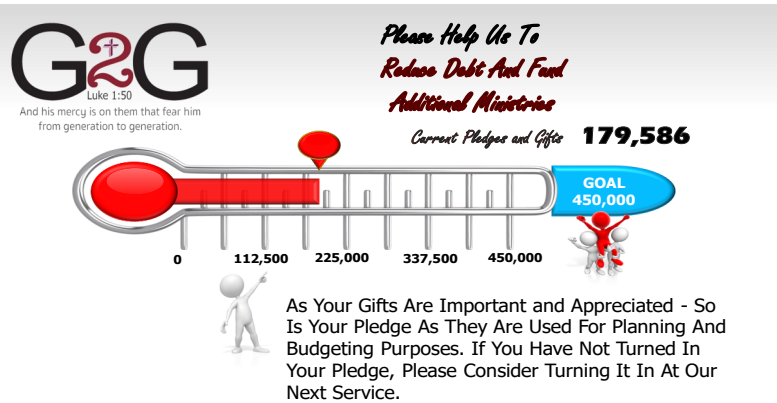 G2G
Luke 1:50
And his mercy is on them that fear him
from generation to generation.
Please Help Us To
Reduce Debt And Fund
Additional Ministries
Current Pledges and Gifts 179,586
GOAL
450,000
0 112,500 225,000 337,500 450,000
As Your Gifts Are Important and Appreciated - So
Is Your Pledge As They Are Used For Planning And
Budgeting Purposes. If You Have Not Turned In
Your Pledge, Please Consider Turning It In At Our
Next Service.